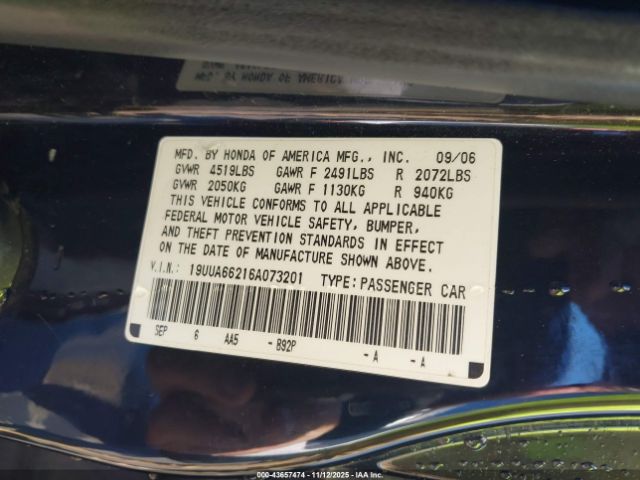 MFD. BY HONDA OF AMERICA MFG., INC. 09/06
GVWR 4519LBS GAWR F 2491LBS R 2072LBS
GVWR 2050KG GAWR F 1130KG R 940KG
THIS VEHICLE CONFORMS TO ALL APPLICABLE
FEDERAL MOTOR VEHICLE SAFETY, BUMPER,
AND THEFT PREVENTION STANDARDS IN EFFECT
ON THE DATE OF MANUFACTURE SHOWN ABOVE.
V.I.N.: 19UUA66216A073201 TYPE:PASSENGER CAR
SEP 6 AA5 - B92P - A - A
000-43657474 - 11/12/2025 - IAAI.COM